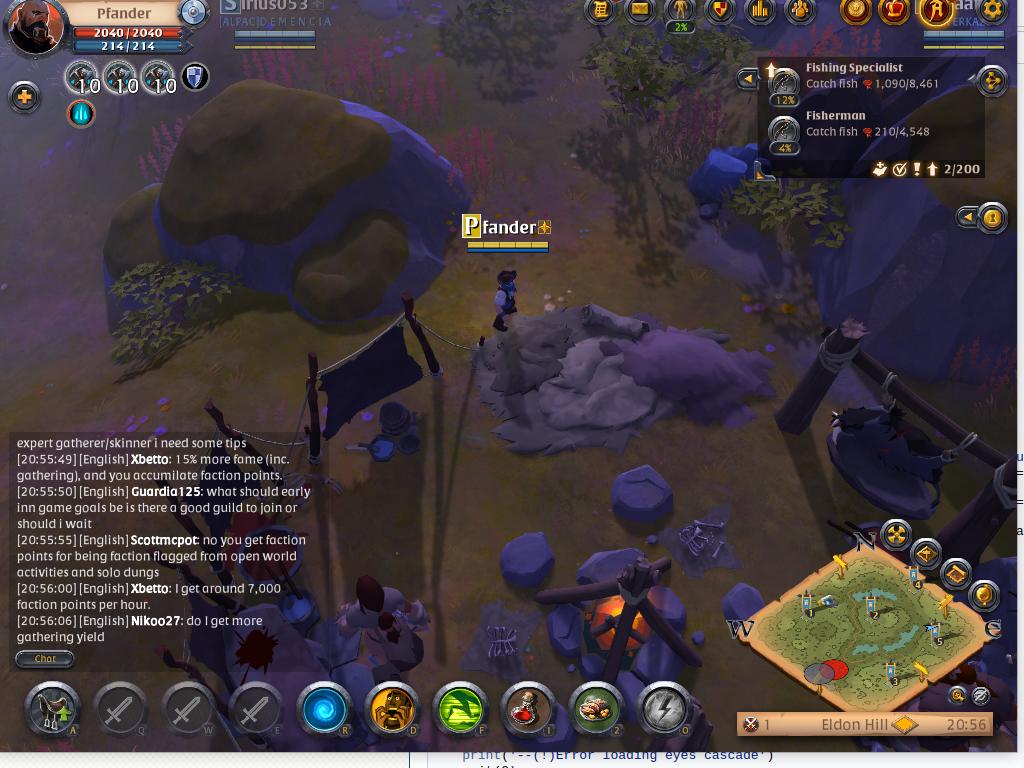 Pfander
2040 / 2040
214 / 214
10
10
10
Sirius053
[ALPAC]DEMENCIA
2%
Fishing Specialist
Catch fish 1,090/8,461
12%
Fisherman
Catch fish 210/4,548
4%
2/200
Pfander
expert gatherer/skinner i need some tips
[20:55:49] [English] Xbetto: 15% more fame (inc.
gathering), and you accumilate faction points.
[20:55:50] [English] Guardia125: what should early
inn game goals be is there a good guild to join or
should i wait
[20:55:55] [English] Scottmcpot: no you get faction
points for being faction flagged from open world
activities and solo dungs
[20:56:00] [English] Xbetto: I get around 7,000
faction points per hour.
[20:56:06] [English] Nikoo27: do I get more
gathering yield
Chat
N
W
E
4
2
5
3
A
Q
W
E
R
D
F
1
2
O
1
Eldon Hill
20:56
print('--(!)Error loading eyes cascade')